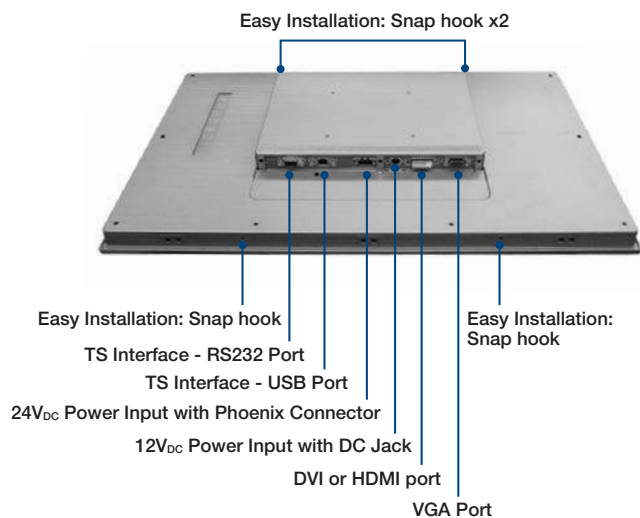 Easy Installation: Snap hook x2
Easy Installation: Snap hook
Easy Installation:
Snap hook
TS Interface - RS232 Port
TS Interface - USB Port
24VDC Power Input with Phoenix Connector
12VDC Power Input with DC Jack
DVI or HDMI port
VGA Port